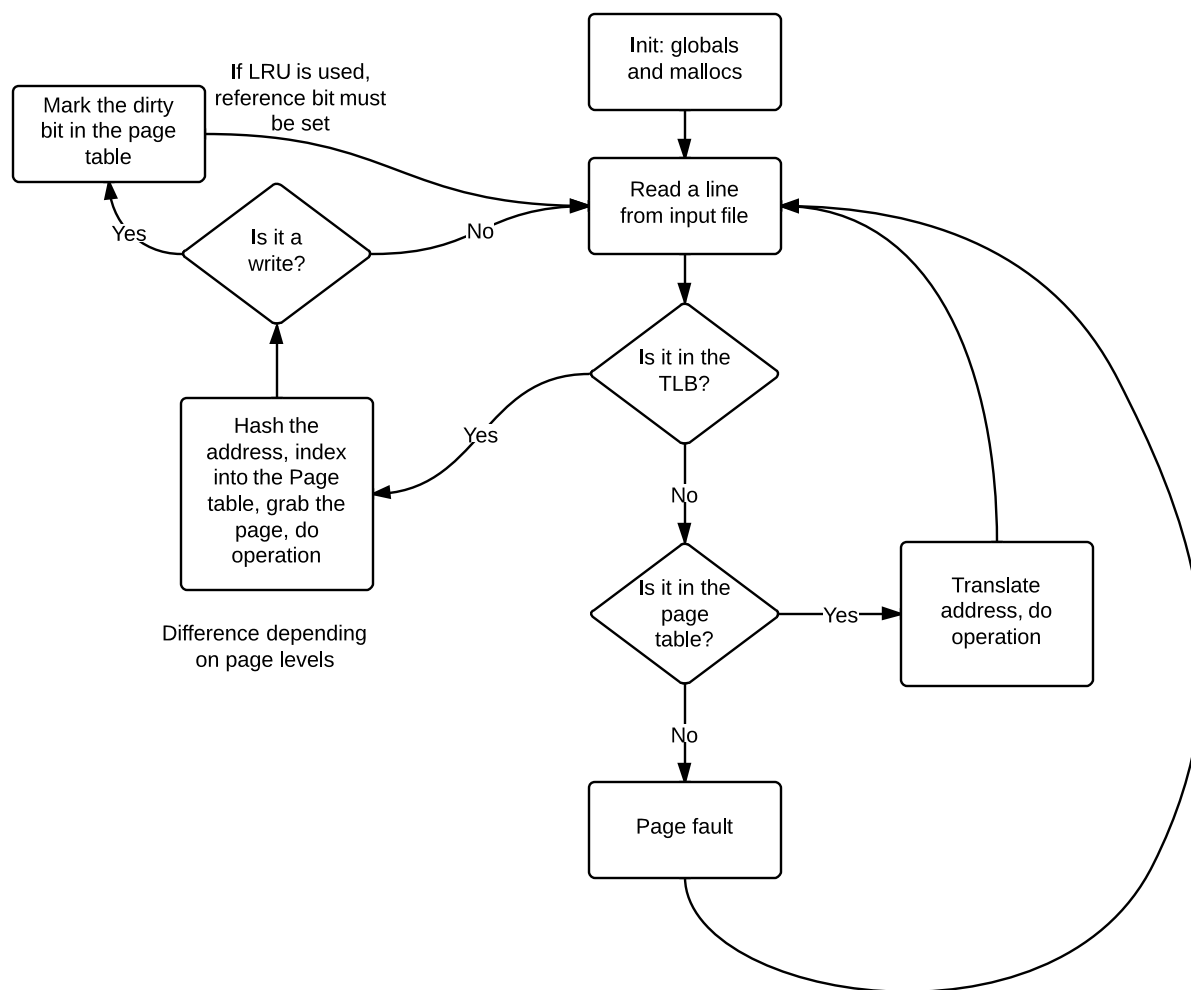 Init: globals
and mallocs
If LRU is used,
reference bit must
be set
Mark the dirty
bit in the page
table
Read a line
from input file
Yes
Is it a
write?
No
Is it in the
TLB?
Yes
Hash the
address, index
into the Page
table, grab the
page, do
operation
No
Difference depending
on page levels
Is it in the
page
table?
Yes
Translate
address, do
operation
No
Page fault